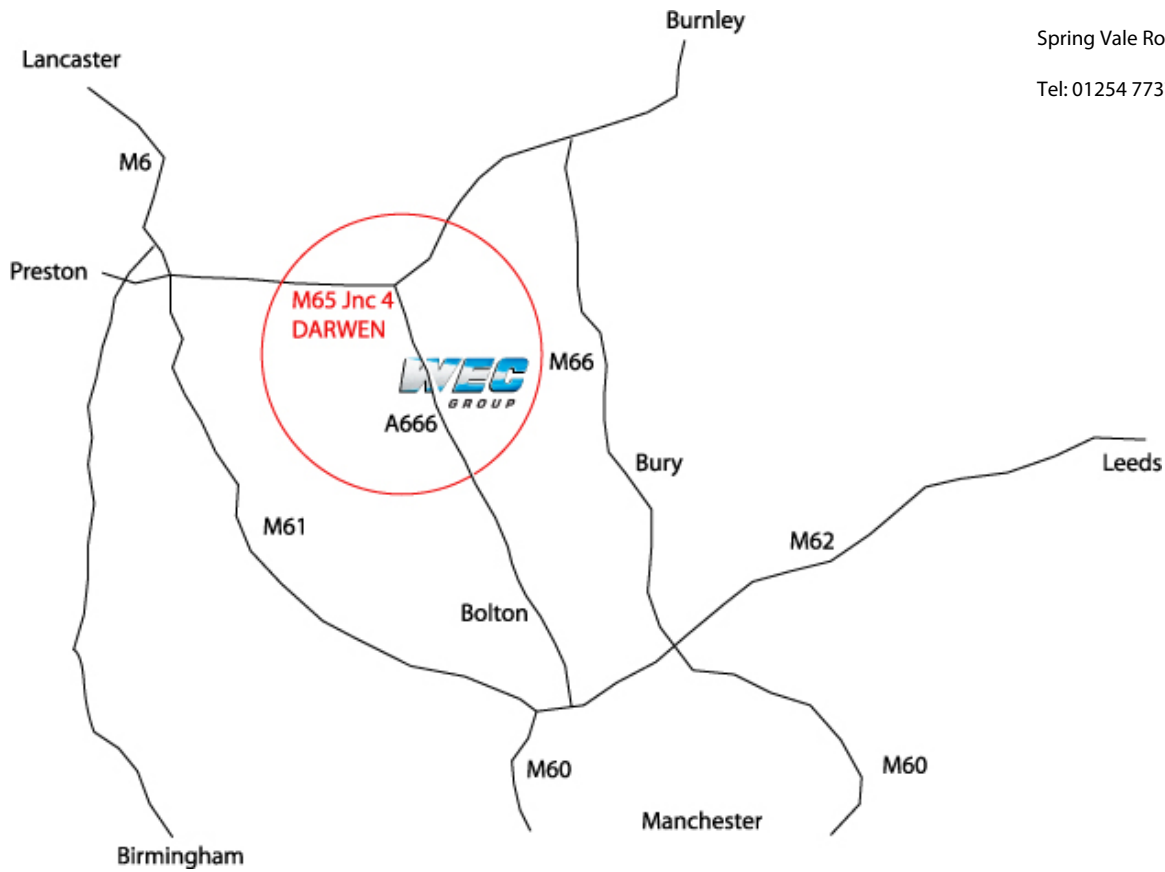 Burnley
Spring Vale Ro
Lancaster
Tel: 01254 773
M6
Preston
M65 Jnc 4
DARWEN
WEC
GROUP
M66
A666
Bury
Leeds
M61
M62
Bolton
M60
M60
Manchester
Birmingham